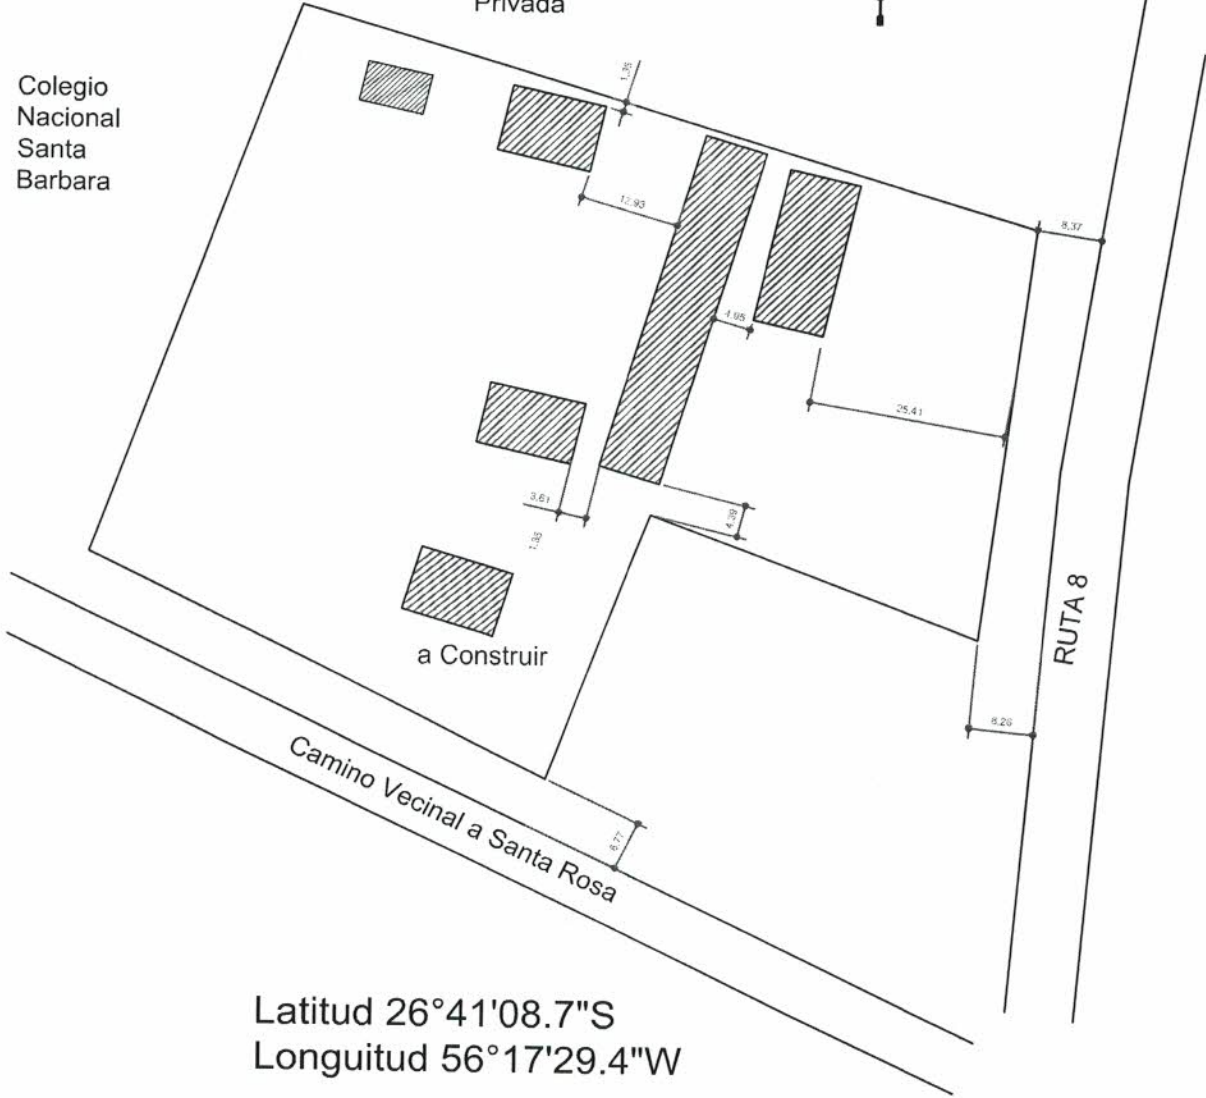 Privada
Colegio
Nacional
Santa
Barbara
1.35
12.93
8.37
4.95
25.41
3.61
1.35
4.39
a Construir
RUTA 8
8.26
6.77
Camino Vecinal a Santa Rosa
Latitud 26°41'08.7"S
Longuitud 56°17'29.4"W